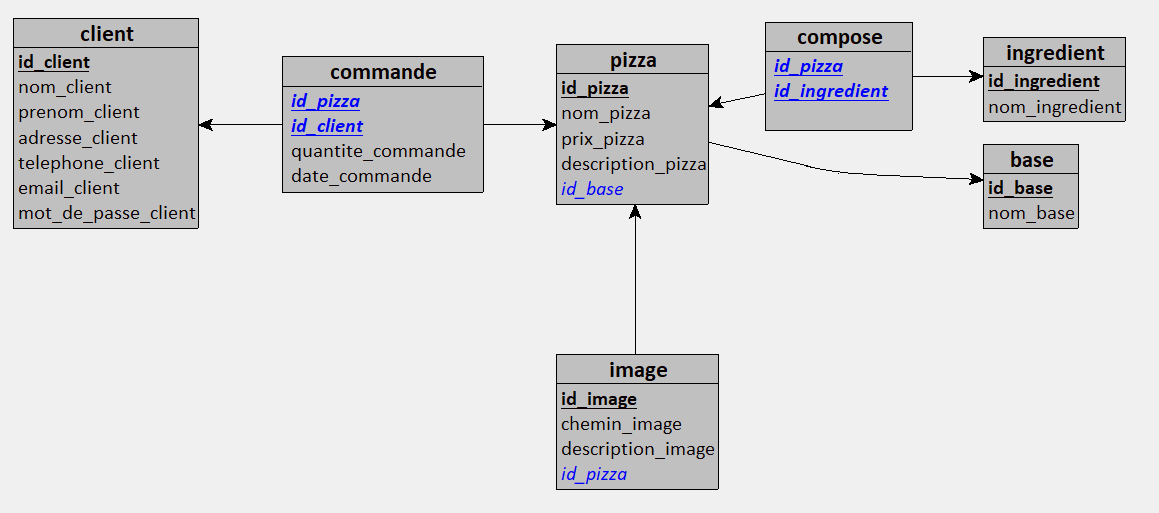 client
id_client
nom_client
prenom_client
adresse_client
telephone_client
email_client
mot_de_passe_client
commande
id_pizza
id_client
quantite_commande
date_commande
pizza
id_pizza
nom_pizza
prix_pizza
description_pizza
id_base
compose
id_pizza
id_ingredient
ingredient
id_ingredient
nom_ingredient
base
id_base
nom_base
image
id_image
chemin_image
description_image
id_pizza